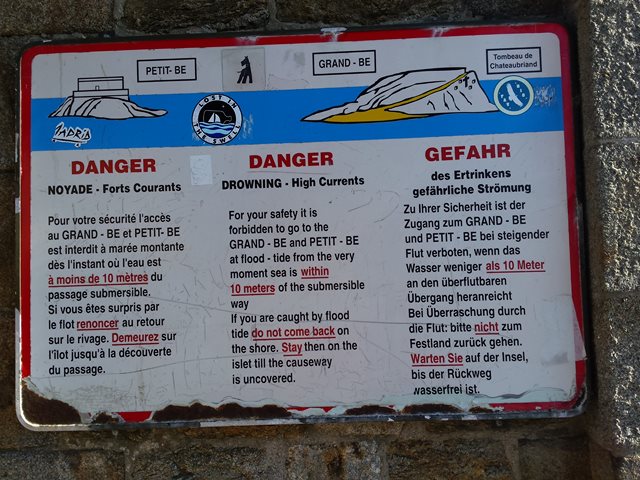 PETIT- BE
GRAND - BE
Tombeau de
Chateaubriand
LOST IN
THE SWELL
MADRID
DANGER
NOYADE - Forts Courants
Pour votre sécurité l'accès
au GRAND - BE et PETIT- BE
est interdit à marée montante
dès l'instant où l'eau est
à moins de 10 mètres du
passage submersible.
Si vous êtes surpris par
le flot renoncer au retour
sur le rivage. Demeurez sur
l'îlot jusqu'à la découverte
du passage.
DANGER
DROWNING - High Currents
For your safety it is
forbidden to go to the
GRAND - BE and PETIT - BE
at flood - tide from the very
moment sea is within
10 meters of the submersible
way
If you are caught by flood
tide do not come back on
the shore. Stay then on the
islet till the causeway
is uncovered.
GEFAHR
des Ertrinkens
gefährliche Strömung
Zu Ihrer Sicherheit ist der
Zugang zum GRAND - BE
und PETIT - BE bei steigender
Flut verboten, wenn das
Wasser weniger als 10 Meter
an den überflutbaren
Übergang heranreicht
Bei Überraschung durch
die Flut: bitte nicht zum
Festland zurück gehen.
Warten Sie auf der Insel,
bis der Rückweg
wasserfrei ist.